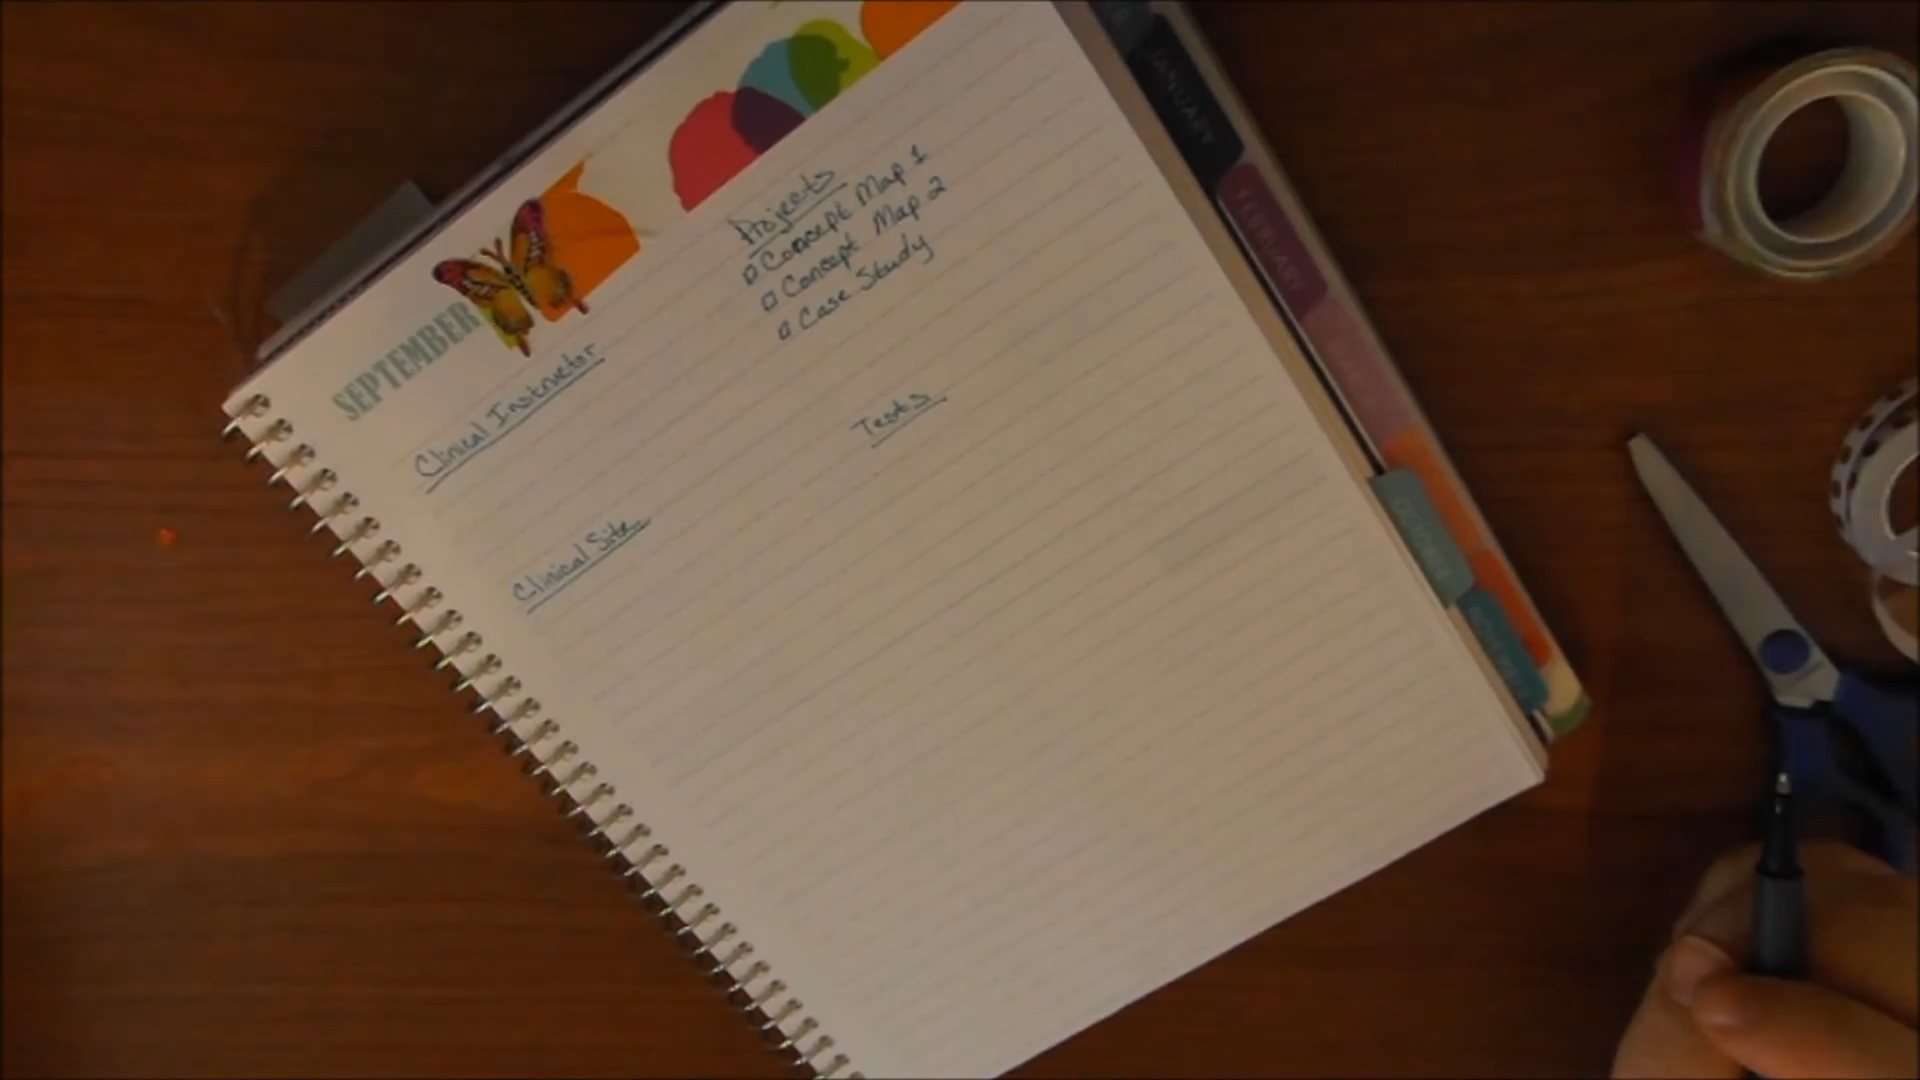 SEPTEMBER
Clinical Instructor
Clinical Site
Projects
Concept Map 1
Concept Map 2
Case Study
Tests
JANUARY
FEBRUARY